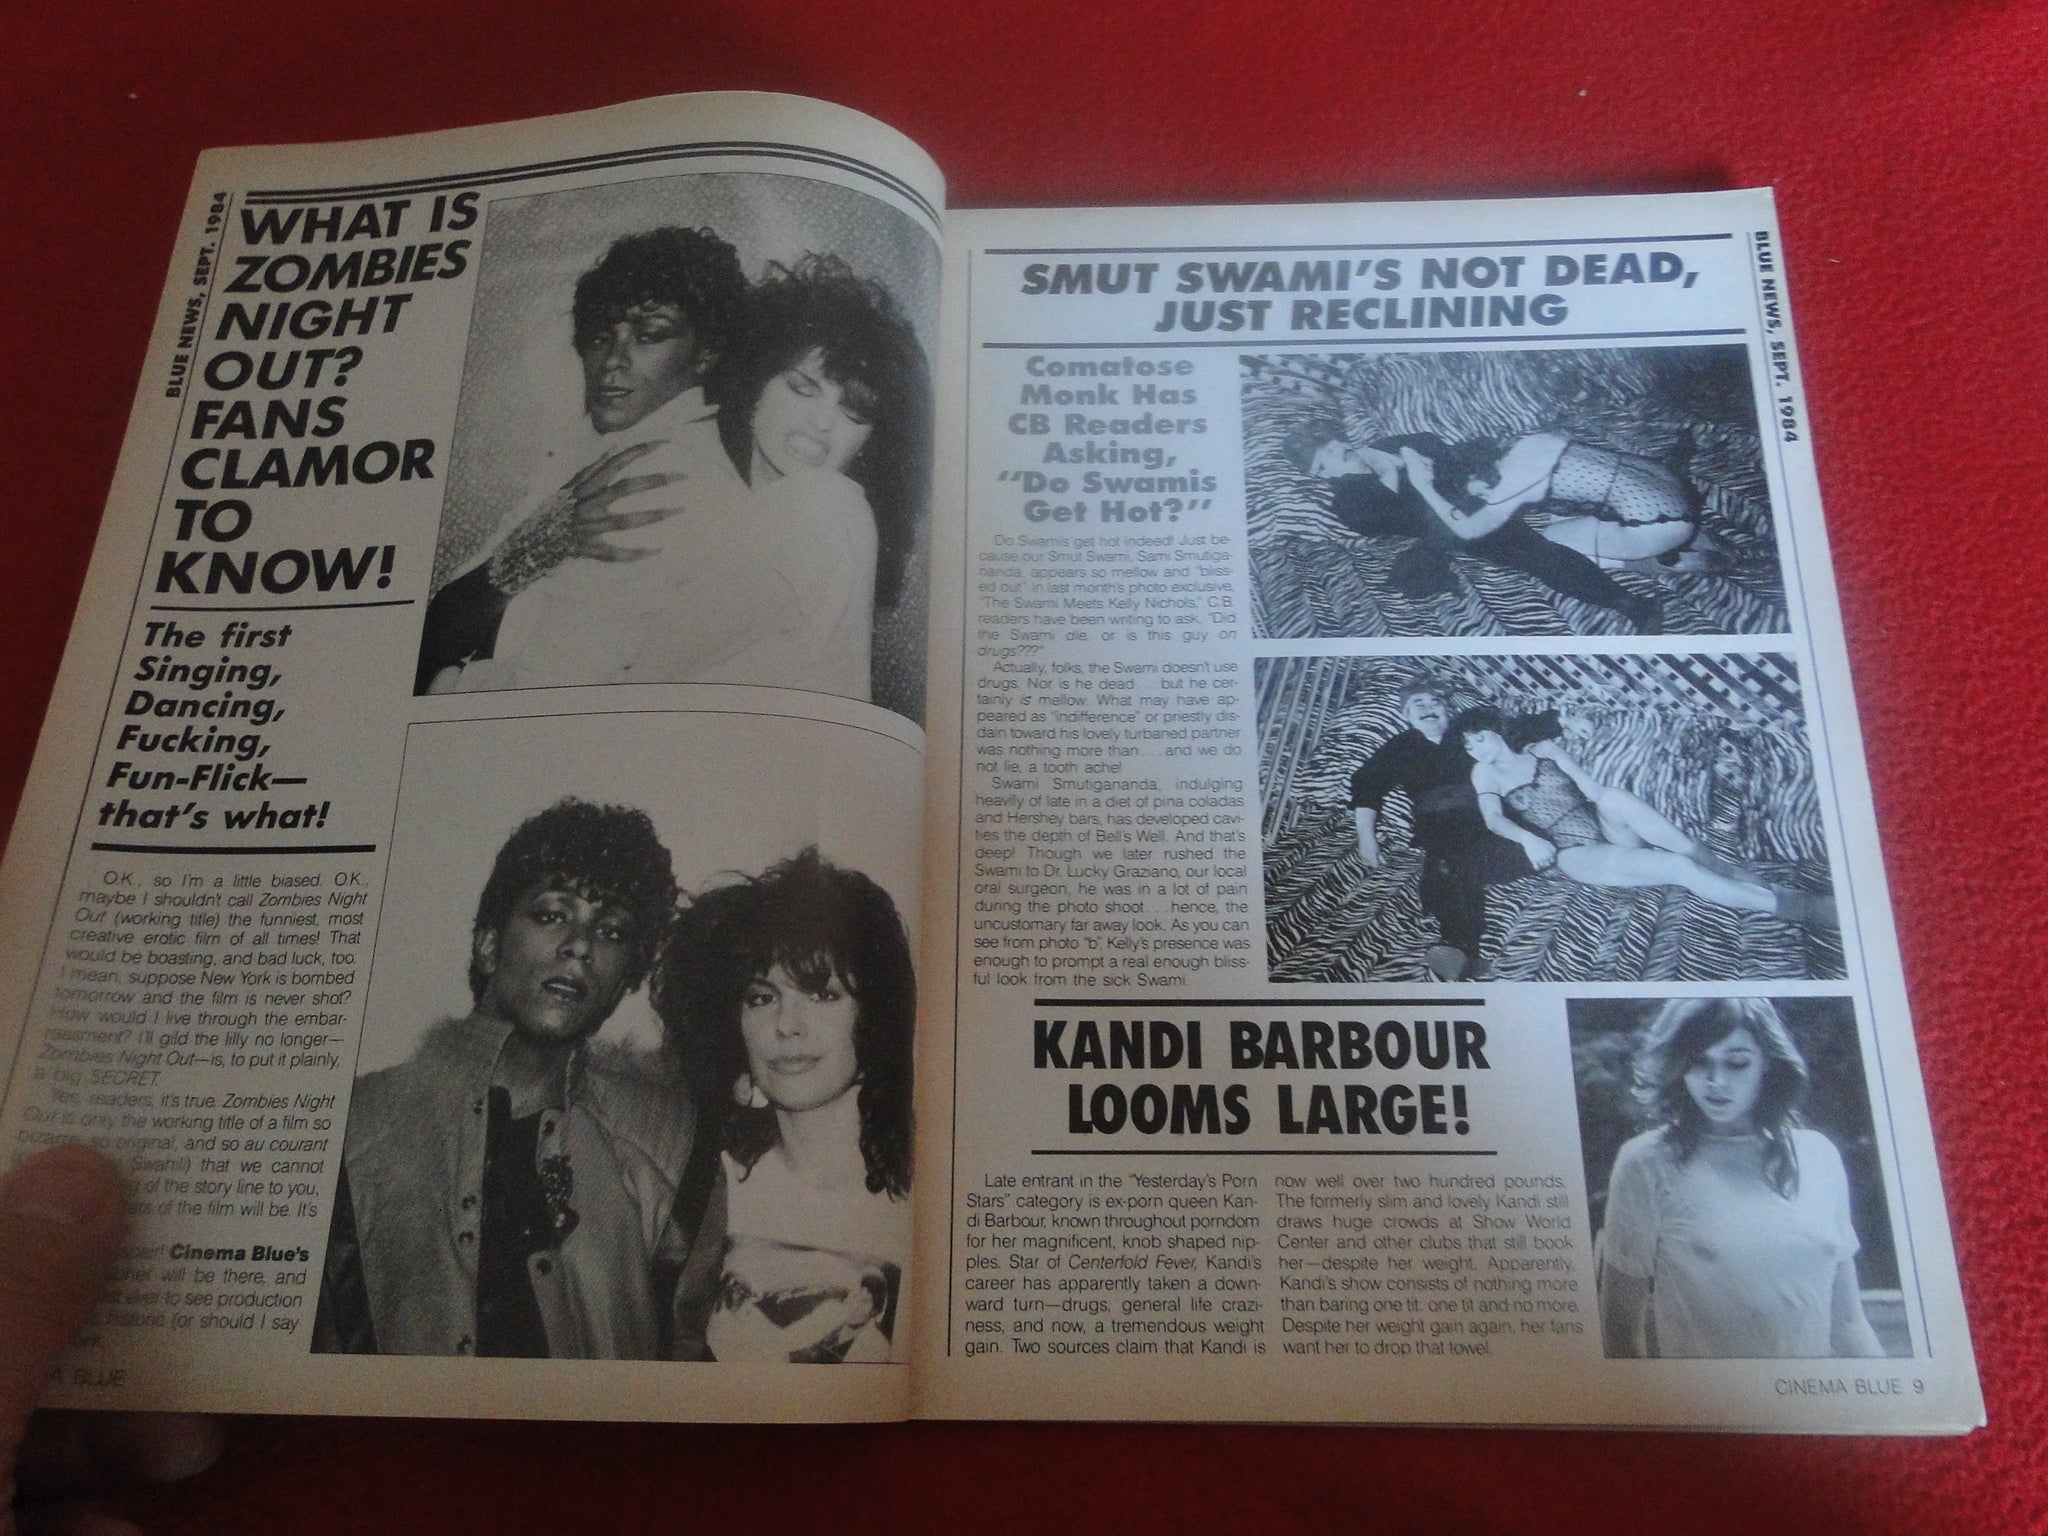 BLUE NEWS, SEPT. 1984
WHAT IS
ZOMBIES
NIGHT
OUT?
FANS
CLAMOR
TO
KNOW!
The first
Singing,
Dancing,
Fucking,
Fun-Flick—
that's what!
O.K., so I'm a little biased. O.K.,
maybe I shouldn't call Zombies Night
Out (working title) the funniest, most
creative erotic film of all times! That
would be boasting, and bad luck, too.
I mean, suppose New York is bombed
tomorrow and the film is never shot?
How would I live through the embar-
rassment? I'll gild the lilly no longer—
Zombies Night Out—is, to put it plainly,
a big SECRET.
Yes, readers, it's true. Zombies Night
Out is only the working title of a film so
bizarre, so original, and so au courant
Swahili) that we cannot
of the story line to you,
of the film will be. It's
Cinema Blue's
will be there, and
ever to see production
historic (or should I say
BLUE
SMUT SWAMI'S NOT DEAD,
JUST RECLINING
BLUE NEWS, SEPT. 1984
Comatose
Monk Has
CB Readers
Asking,
"Do Swamis
Get Hot?"
Do Swamis get hot indeed! Just be-
cause our Smut Swami, Sami Smutiga-
nanda, appears so mellow and "bliss-
ed out" in last month's photo exclusive,
"The Swami Meets Kelly Nichols," C.B.
readers have been writing to ask, "Did
the Swami die, or is this guy on
drugs???"
Actually, folks, the Swami doesn't use
drugs. Nor is he dead . . . but he cer-
tainly is mellow. What may have ap-
peared as "indifference" or priestly dis-
dain toward his lovely turbaned partner
was nothing more than . . . and we do
not lie, a tooth ache!
Swami Smutigananda, indulging
heavily of late in a diet of pina coladas
and Hershey bars, has developed cavi-
ties the depth of Bell's Well. And that's
deep! Though we later rushed the
Swami to Dr. Lucky Graziano, our local
oral surgeon, he was in a lot of pain
during the photo shoot . . . hence, the
uncustomary far away look. As you can
see from photo "b", Kelly's presence was
enough to prompt a real enough bliss-
ful look from the sick Swami.
KANDI BARBOUR
LOOMS LARGE!
Late entrant in the "Yesterday's Porn
Stars" category is ex-porn queen Kan-
di Barbour, known throughout porndom
for her magnificent, knob shaped nip-
ples. Star of Centerfold Fever, Kandi's
career has apparently taken a down-
ward turn—drugs, general life crazi-
ness, and now, a tremendous weight
gain. Two sources claim that Kandi is
now well over two hundred pounds.
The formerly slim and lovely Kandi still
draws huge crowds at Show World
Center and other clubs that still book
her—despite her weight. Apparently,
Kandi's show consists of nothing more
than baring one tit, one tit and no more.
Despite her weight gain again, her fans
want her to drop that towel.
CINEMA BLUE 9